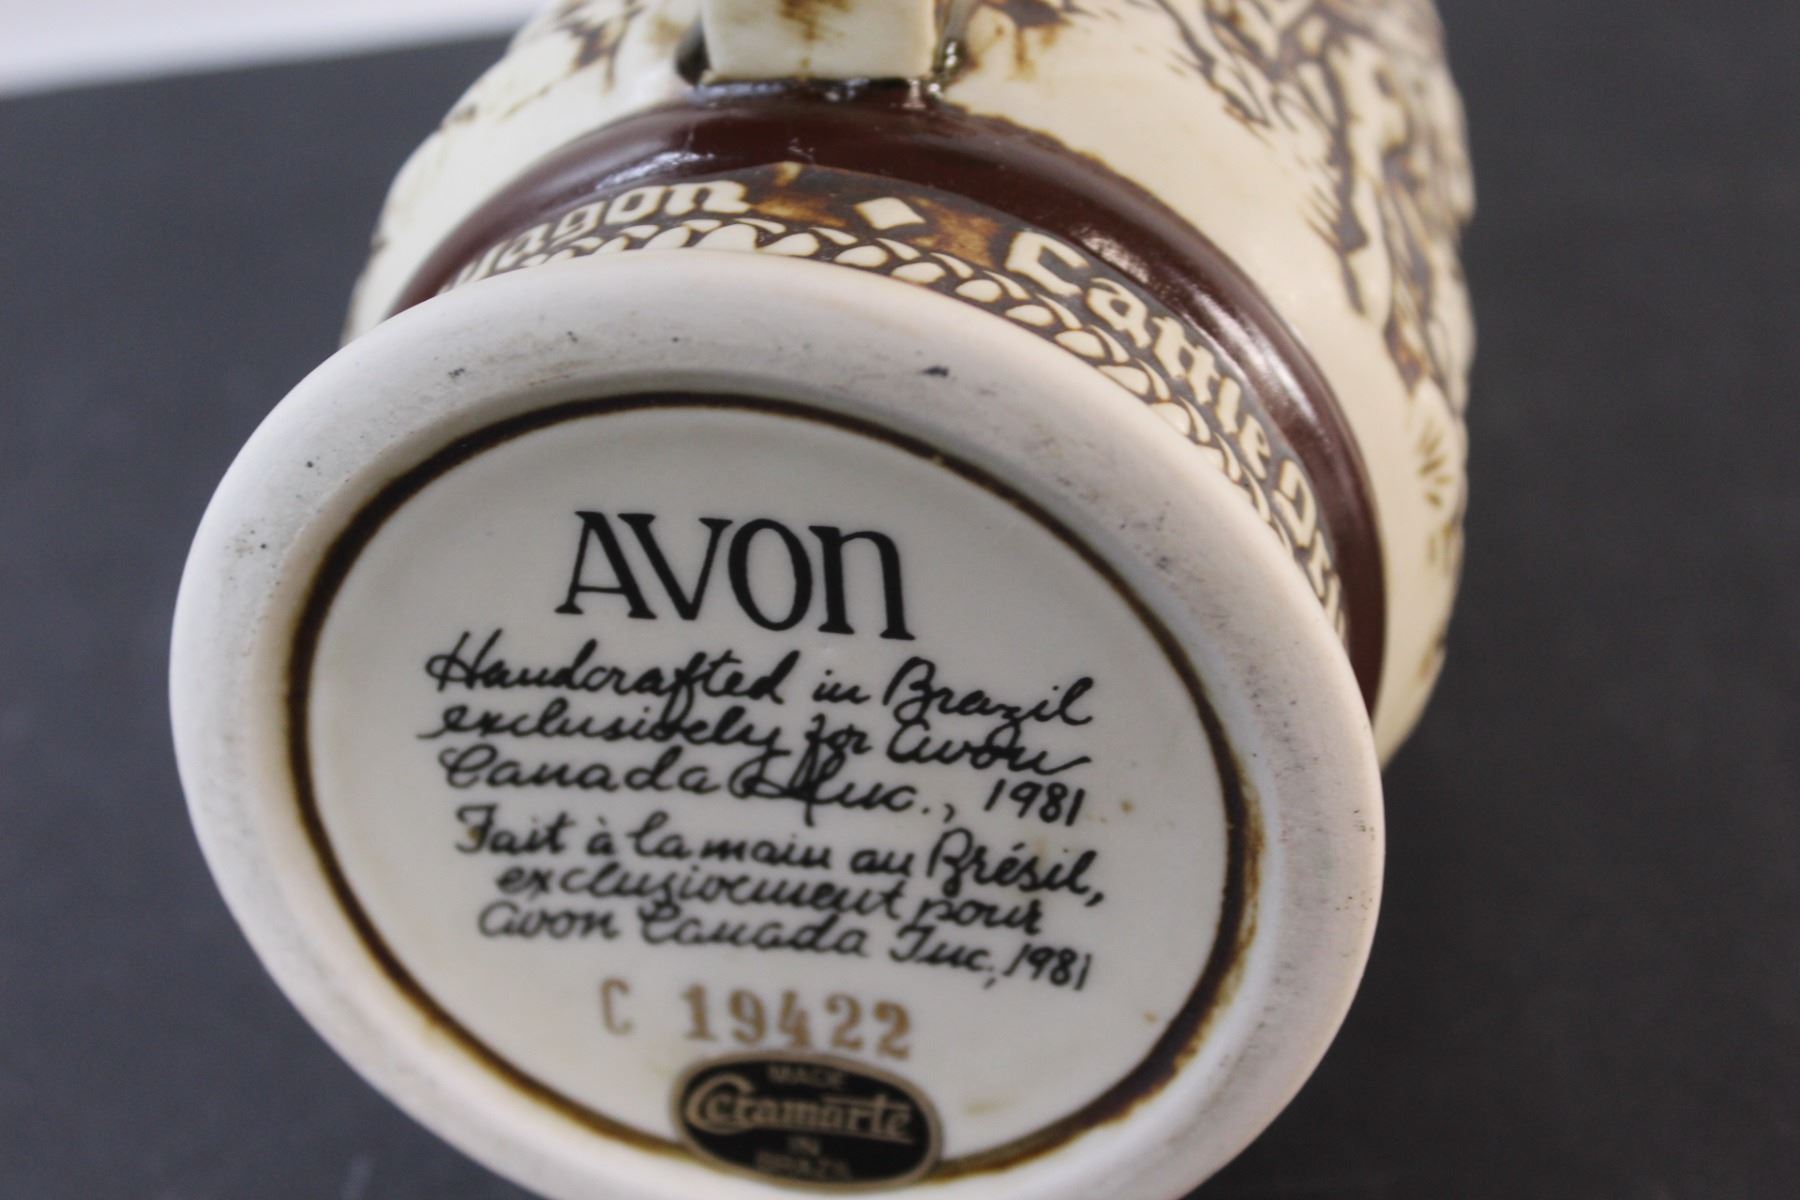 Wagon
Cattle Dri
AVON
Handcrafted in Brazil
exclusively for Avon
Canada Inc., 1981
Fait à la main au Brésil,
exclusivement pour
Avon Canada Inc., 1981
C 19422
MADE
Ceramarte
IN
BRAZIL